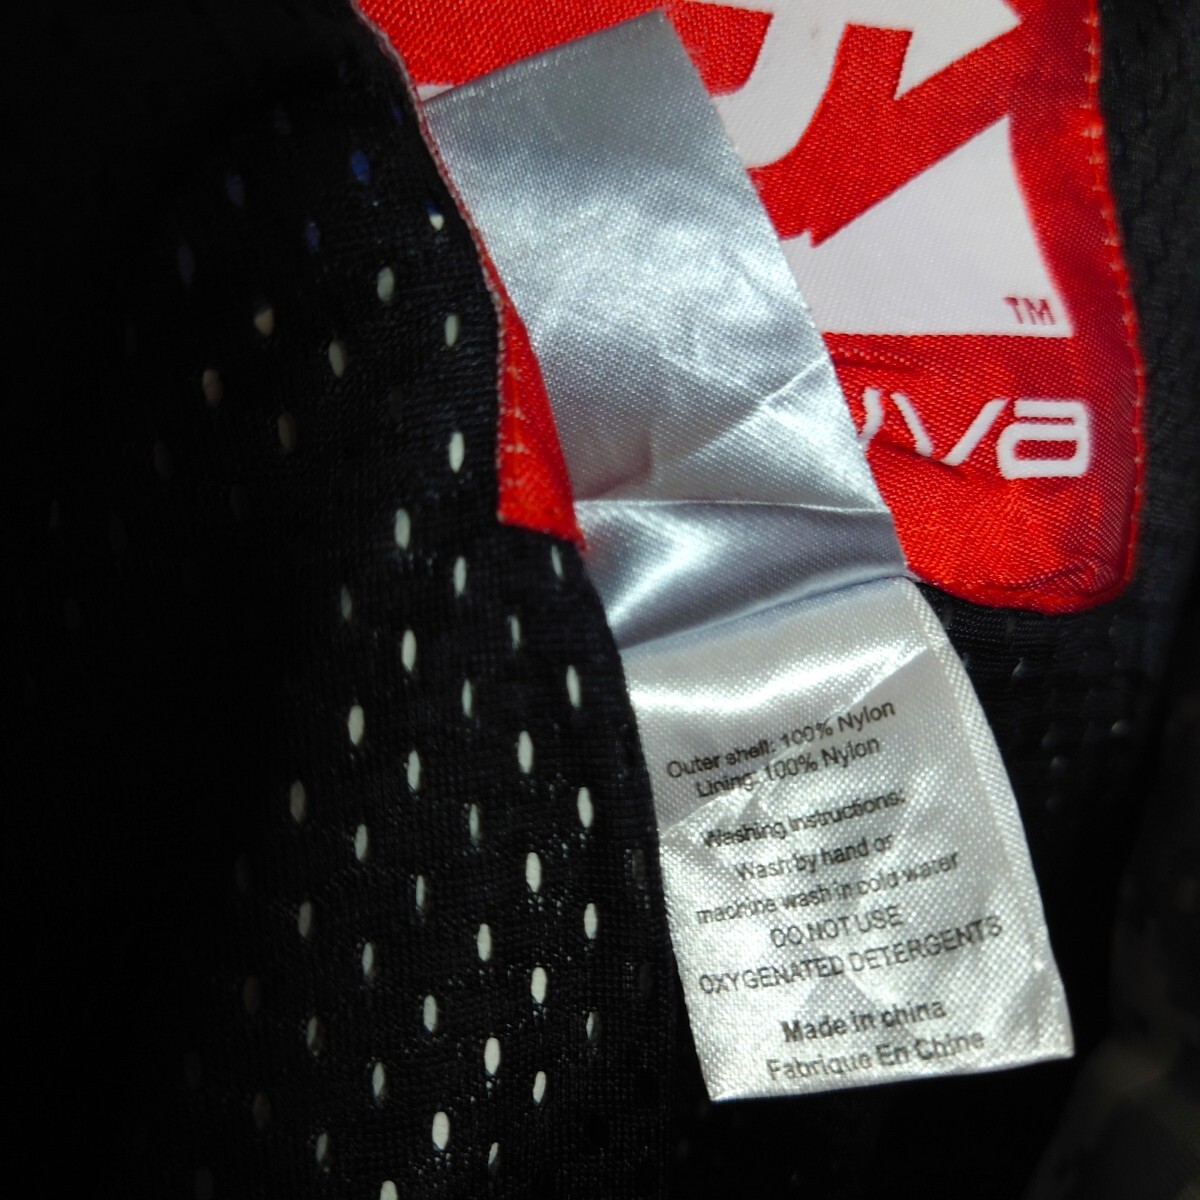 TM
va
Outer shell: 100% Nylon
Lining: 100% Nylon
Washing Instructions:
Wash by hand or
machine wash in cold water
DO NOT USE
OXYGENATED DETERGENTS
Made in china
Fabrique En Chine